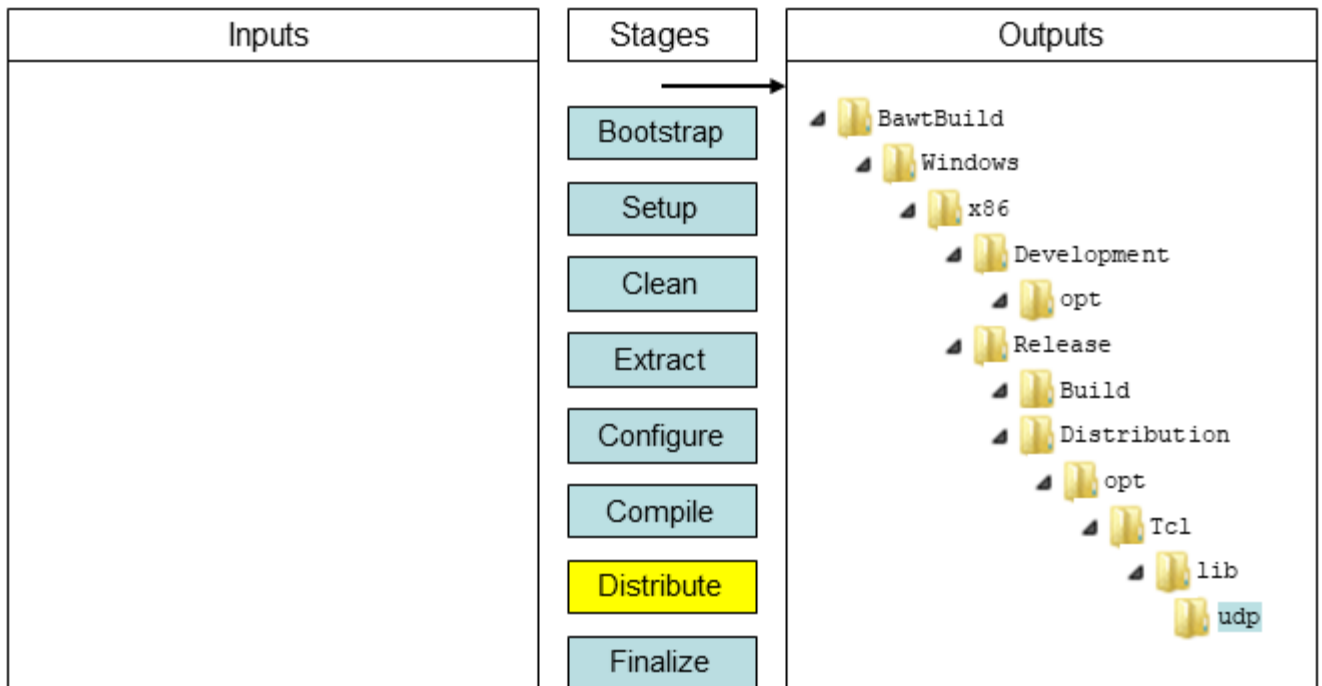 Inputs
Stages
Outputs
Bootstrap
Setup
Clean
Extract
Configure
Compile
Distribute
Finalize
BawtBuild
Windows
x86
Development
opt
Release
Build
Distribution
opt
Tcl
lib
udp